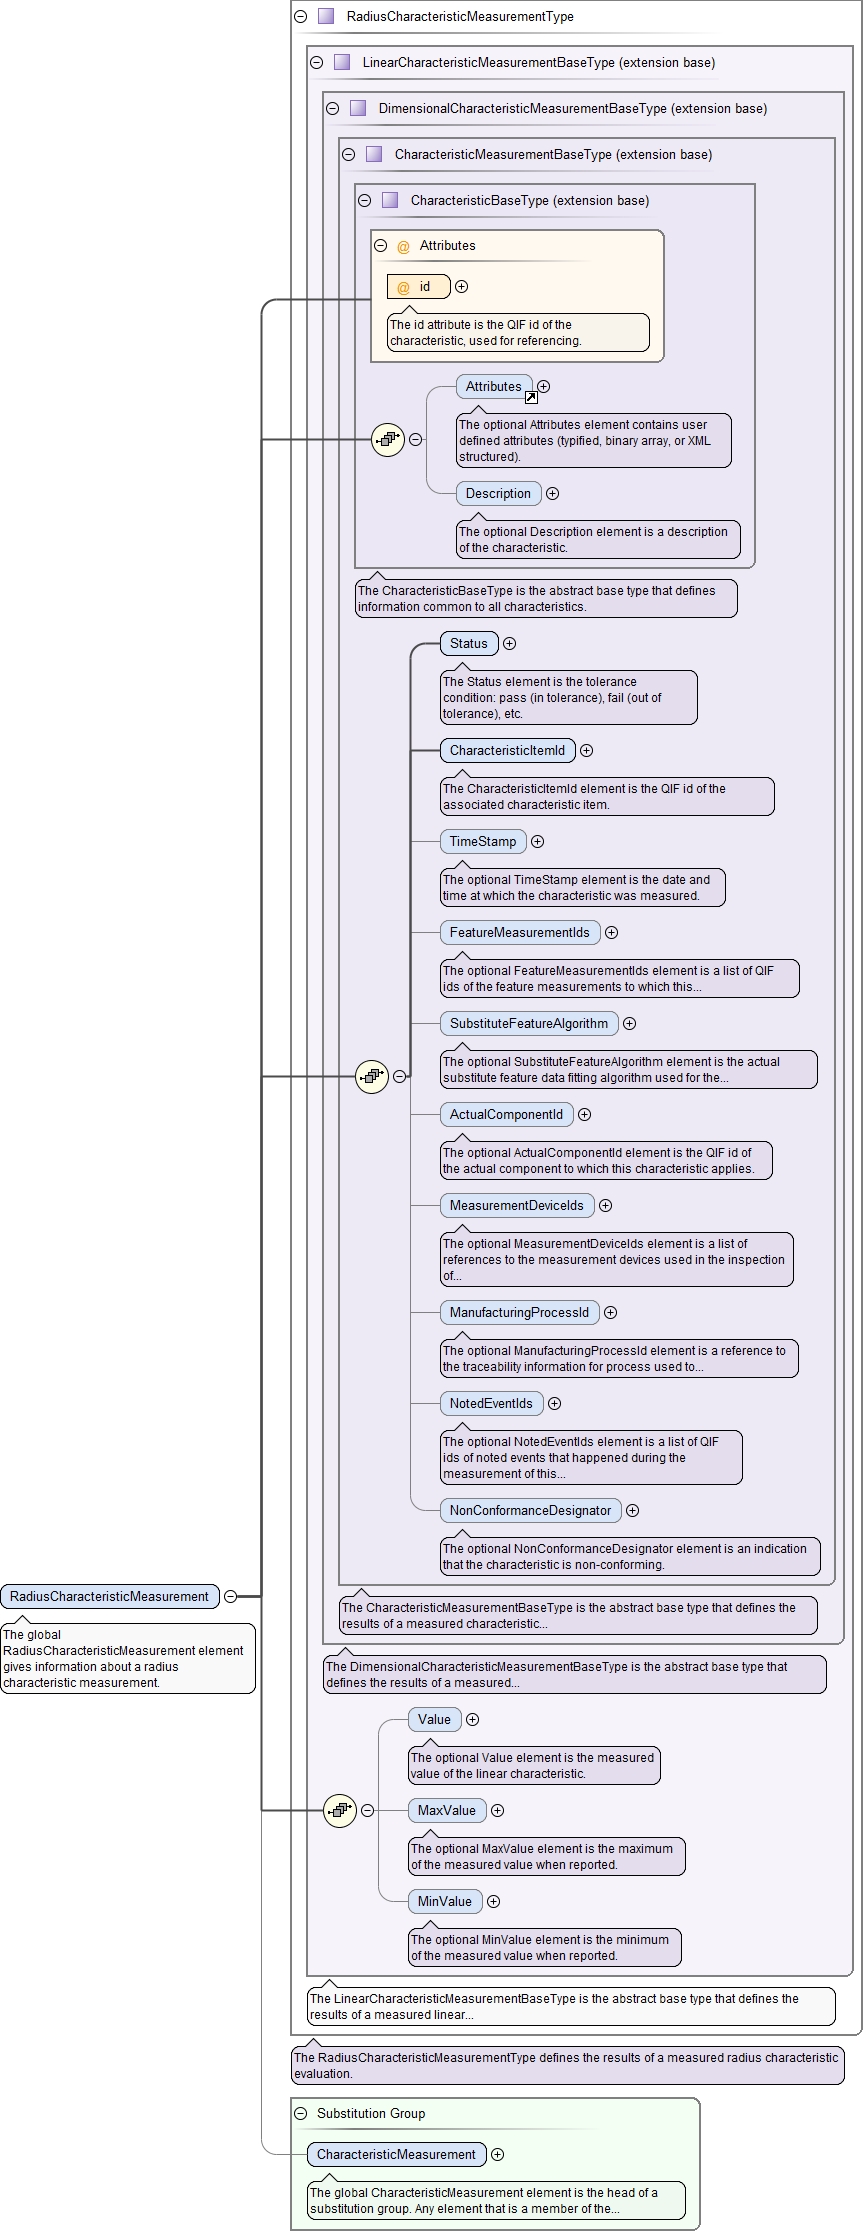 RadiusCharacteristicMeasurementType
LinearCharacteristicMeasurementBaseType (extension base)
DimensionalCharacteristicMeasurementBaseType (extension base)
CharacteristicMeasurementBaseType (extension base)
CharacteristicBaseType (extension base)
@ Attributes
@ id
The id attribute is the QIF id of the
characteristic, used for referencing.
Attributes
The optional Attributes element contains user
defined attributes (typified, binary array, or XML
structured).
Description
The optional Description element is a description
of the characteristic.
The CharacteristicBaseType is the abstract base type that defines
information common to all characteristics.
Status
The Status element is the tolerance
condition: pass (in tolerance), fail (out of
tolerance), etc.
CharacteristicItemId
The CharacteristicItemId element is the QIF id of the
associated characteristic item.
TimeStamp
The optional TimeStamp element is the date and
time at which the characteristic was measured.
FeatureMeasurementIds
The optional FeatureMeasurementIds element is a list of QIF
ids of the feature measurements to which this...
SubstituteFeatureAlgorithm
The optional SubstituteFeatureAlgorithm element is the actual
substitute feature data fitting algorithm used for the...
ActualComponentId
The optional ActualComponentId element is the QIF id of
the actual component to which this characteristic applies.
MeasurementDeviceIds
The optional MeasurementDeviceIds element is a list of
references to the measurement devices used in the inspection
of...
ManufacturingProcessId
The optional ManufacturingProcessId element is a reference to
the traceability information for process used to...
NotedEventIds
The optional NotedEventIds element is a list of QIF
ids of noted events that happened during the
measurement of this...
NonConformanceDesignator
The optional NonConformanceDesignator element is an indication
that the characteristic is non-conforming.
RadiusCharacteristicMeasurement
The global
RadiusCharacteristicMeasurement element
gives information about a radius
characteristic measurement.
The CharacteristicMeasurementBaseType is the abstract base type that defines the
results of a measured characteristic...
The DimensionalCharacteristicMeasurementBaseType is the abstract base type that
defines the results of a measured...
Value
The optional Value element is the measured
value of the linear characteristic.
MaxValue
The optional MaxValue element is the maximum
of the measured value when reported.
MinValue
The optional MinValue element is the minimum
of the measured value when reported.
The LinearCharacteristicMeasurementBaseType is the abstract base type that defines the
results of a measured linear...
The RadiusCharacteristicMeasurementType defines the results of a measured radius characteristic
evaluation.
Substitution Group
CharacteristicMeasurement
The global CharacteristicMeasurement element is the head of a
substitution group. Any element that is a member of the...